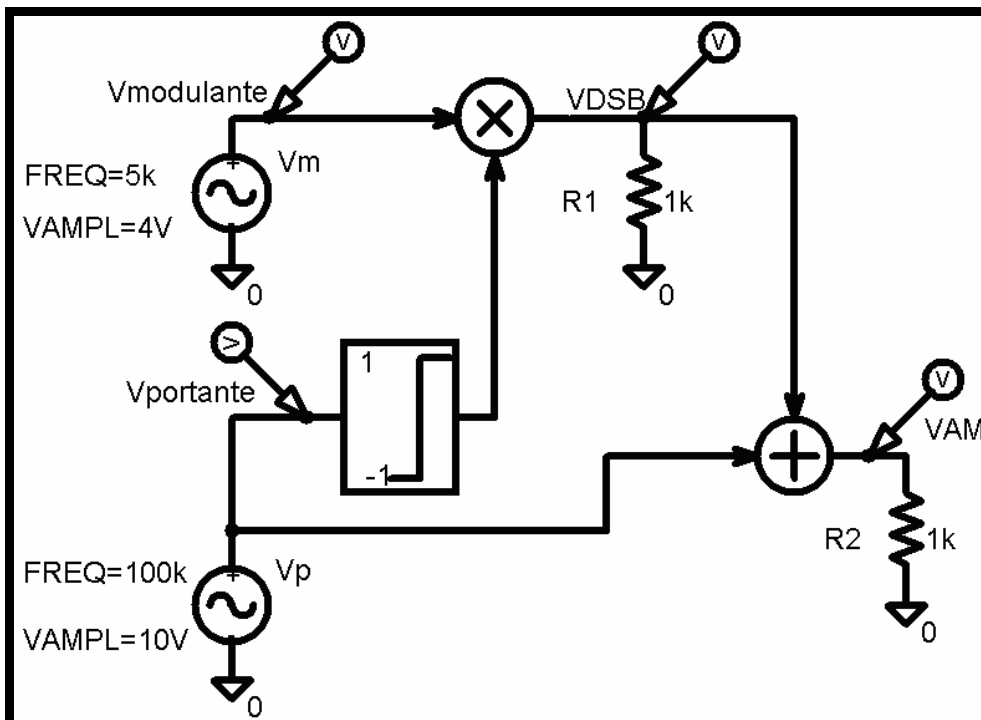 V
V
Vmodulante
VDSB
+
Vm
FREQ=5k
R1
1k
VAMPL=4V
0
0
V
1
Vportante
V
VAM
-1
R2
1k
+
Vp
FREQ=100k
VAMPL=10V
0
0